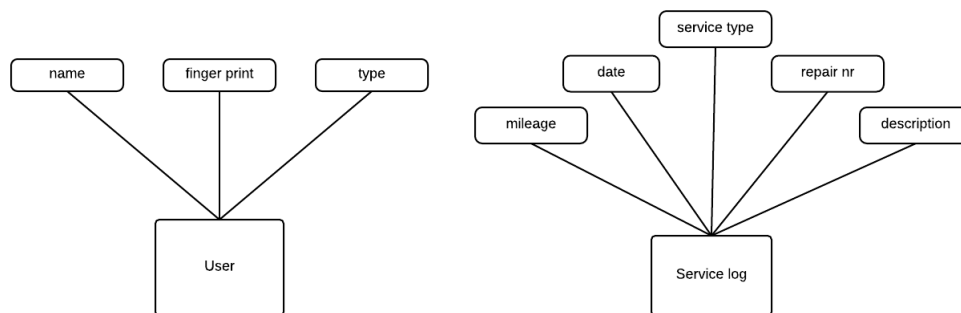 service type
name
finger print
type
date
repair nr
mileage
description
User
Service log